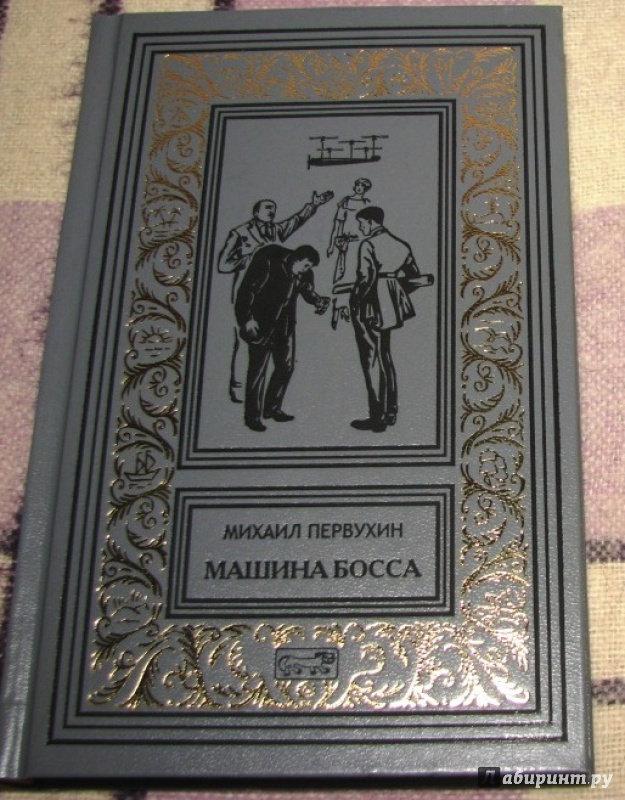 МИХАИЛ ПЕРВУХИН
МАШИНА БОССА
Лабиринт.ру